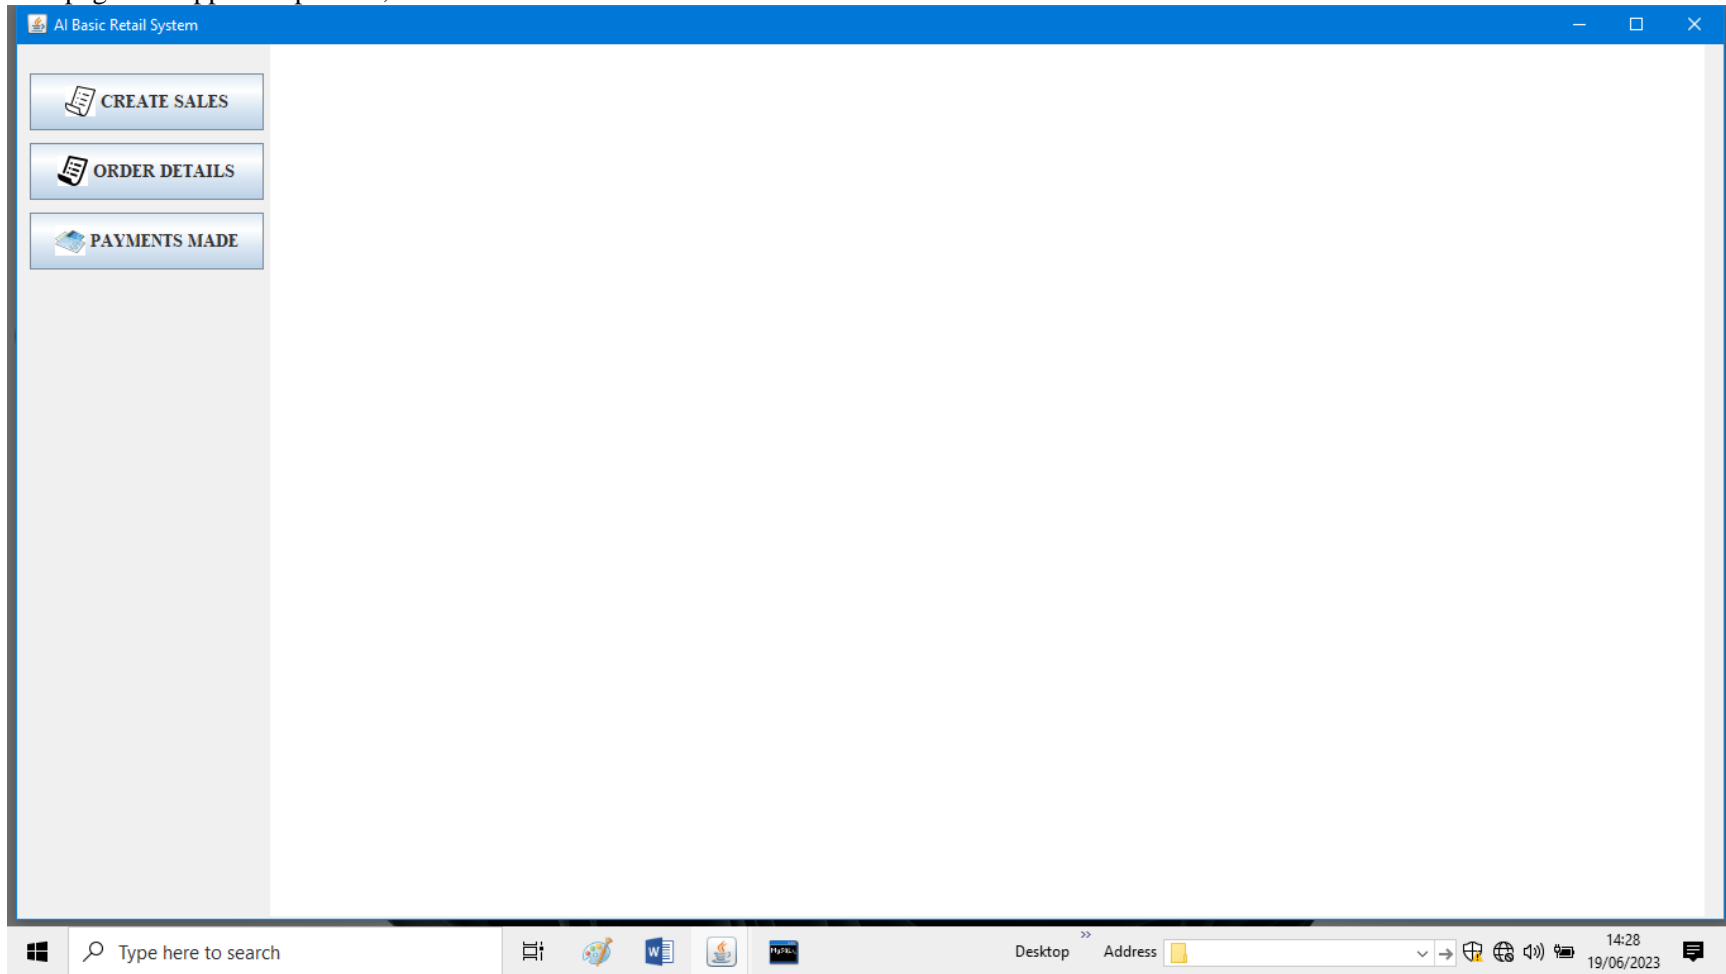 AI Basic Retail System
CREATE SALES
ORDER DETAILS
PAYMENTS MADE
Type here to search
Desktop
Address
14:28
19/06/2023